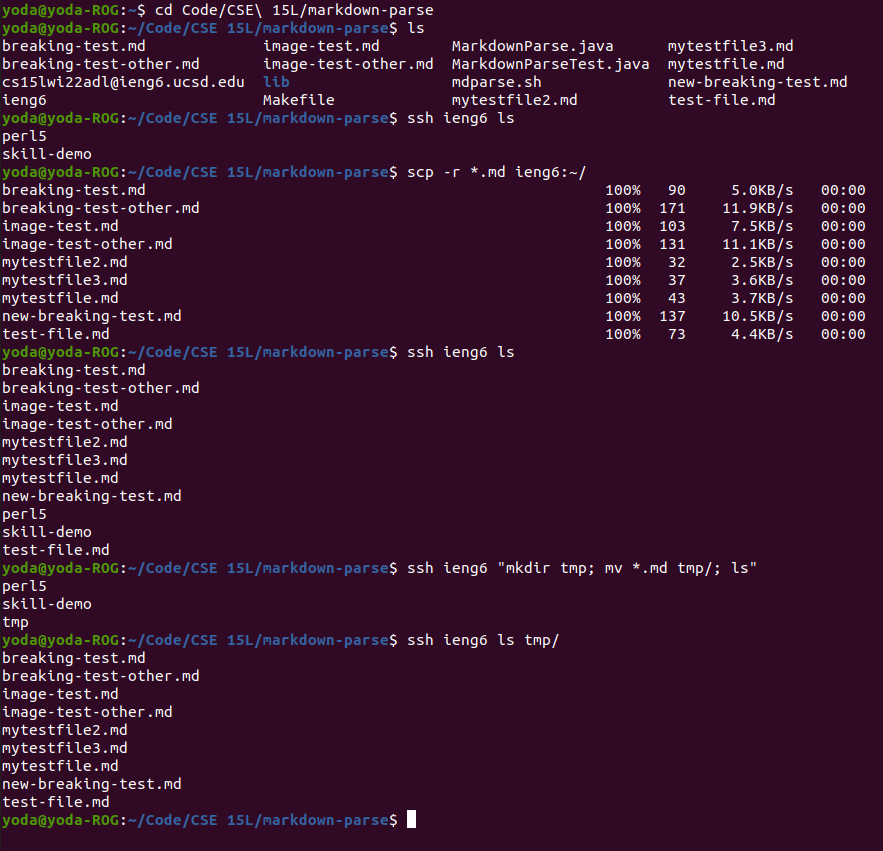 yoda@yoda-ROG:~$ cd Code/CSE\ 15L/markdown-parse
yoda@yoda-ROG:~/Code/CSE 15L/markdown-parse$ ls
breaking-test.md             image-test.md        MarkdownParse.java      mytestfile3.md
breaking-test-other.md       image-test-other.md  MarkdownParseTest.java  mytestfile.md
cs15lwi22adl@ieng6.ucsd.edu  lib                  mdparse.sh              new-breaking-test.md
ieng6                        Makefile             mytestfile2.md          test-file.md
yoda@yoda-ROG:~/Code/CSE 15L/markdown-parse$ ssh ieng6 ls
perl5
skill-demo
yoda@yoda-ROG:~/Code/CSE 15L/markdown-parse$ scp -r *.md ieng6:~/
breaking-test.md                                                   100%   90     5.0KB/s   00:00
breaking-test-other.md                                             100%  171    11.9KB/s   00:00
image-test.md                                                      100%  103     7.5KB/s   00:00
image-test-other.md                                                100%  131    11.1KB/s   00:00
mytestfile2.md                                                     100%   32     2.5KB/s   00:00
mytestfile3.md                                                     100%   37     3.6KB/s   00:00
mytestfile.md                                                      100%   43     3.7KB/s   00:00
new-breaking-test.md                                               100%  137    10.5KB/s   00:00
test-file.md                                                       100%   73     4.4KB/s   00:00
yoda@yoda-ROG:~/Code/CSE 15L/markdown-parse$ ssh ieng6 ls
breaking-test.md
breaking-test-other.md
image-test.md
image-test-other.md
mytestfile2.md
mytestfile3.md
mytestfile.md
new-breaking-test.md
perl5
skill-demo
test-file.md
yoda@yoda-ROG:~/Code/CSE 15L/markdown-parse$ ssh ieng6 "mkdir tmp; mv *.md tmp/; ls"
perl5
skill-demo
tmp
yoda@yoda-ROG:~/Code/CSE 15L/markdown-parse$ ssh ieng6 ls tmp/
breaking-test.md
breaking-test-other.md
image-test.md
image-test-other.md
mytestfile2.md
mytestfile3.md
mytestfile.md
new-breaking-test.md
test-file.md
yoda@yoda-ROG:~/Code/CSE 15L/markdown-parse$